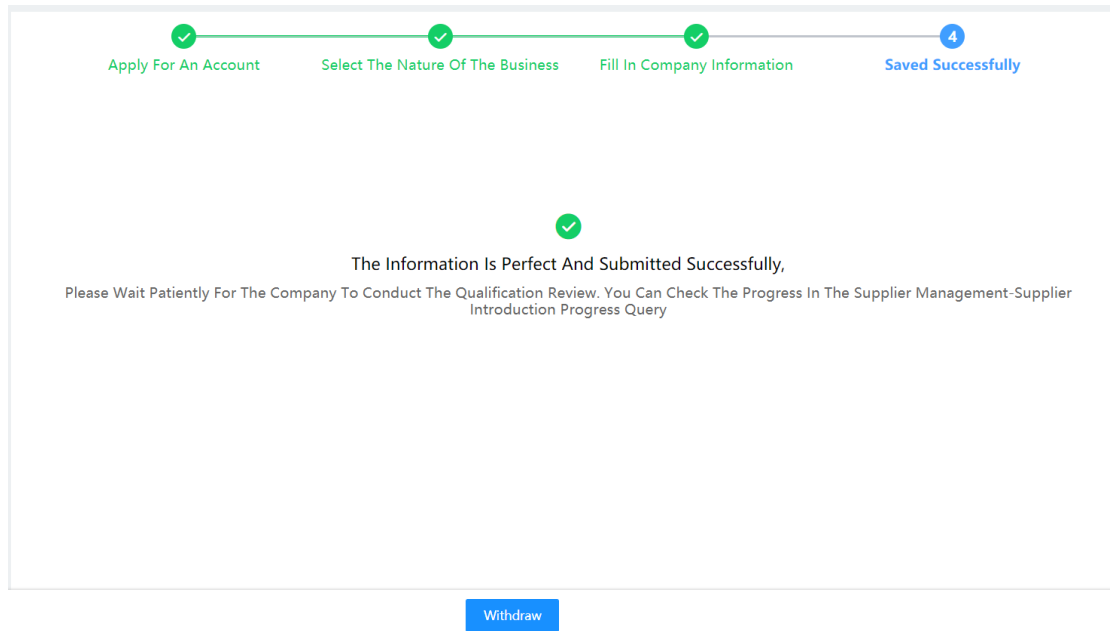 4
Apply For An Account
Select The Nature Of The Business
Fill In Company Information
Saved Successfully
The Information Is Perfect And Submitted Successfully,
Please Wait Patiently For The Company To Conduct The Qualification Review. You Can Check The Progress In The Supplier Management-Supplier
Introduction Progress Query
Withdraw